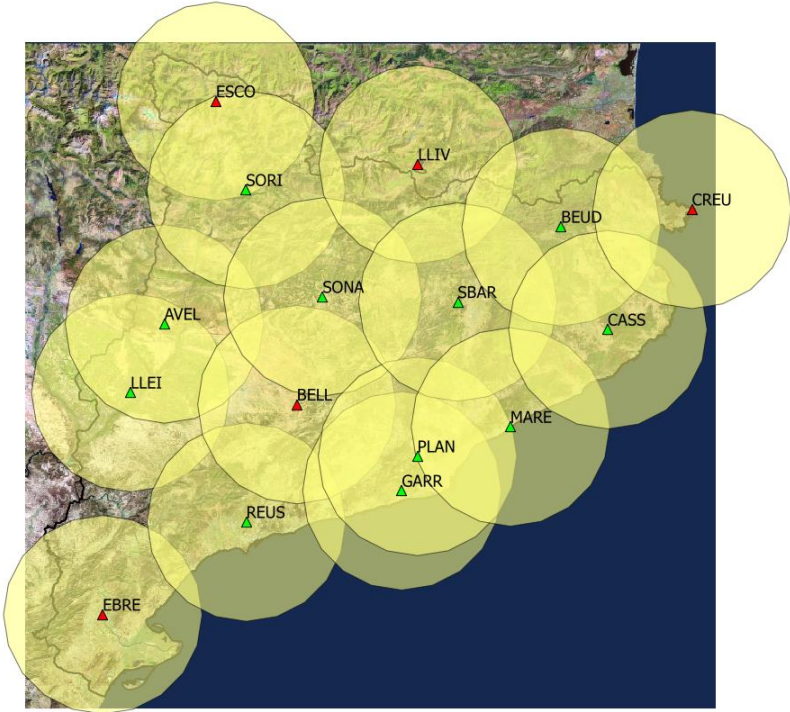 ESCO
LLIV
SORI
CREU
BEUD
SONA
SBAR
AVEL
CASS
LLEI
BELL
MARE
PLAN
GARR
REUS
EBRE